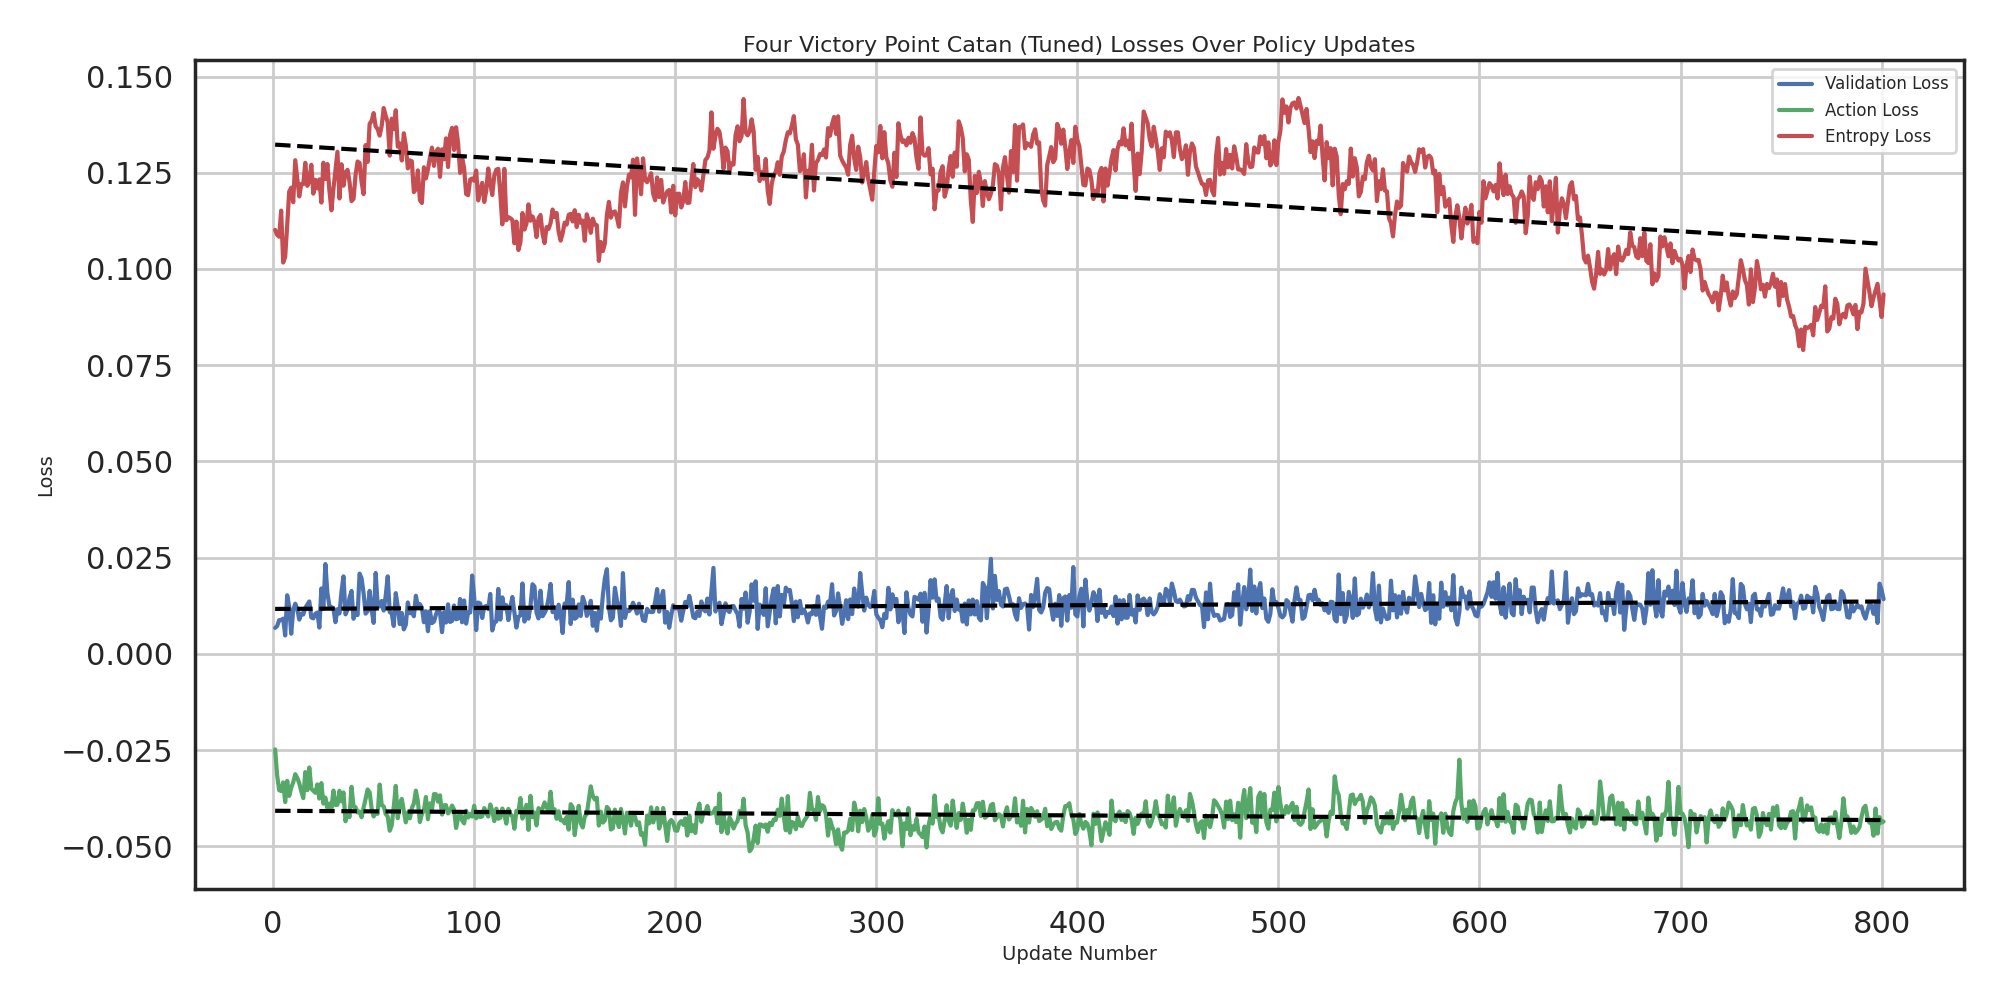 Four Victory Point Catan (Tuned) Losses Over Policy Updates
Validation Loss
Action Loss
Entropy Loss
0.150
0.125
0.100
0.075
0.050
0.025
0.000
−0.025
−0.050
Loss
0 100 200 300 400 500 600 700 800
Update Number